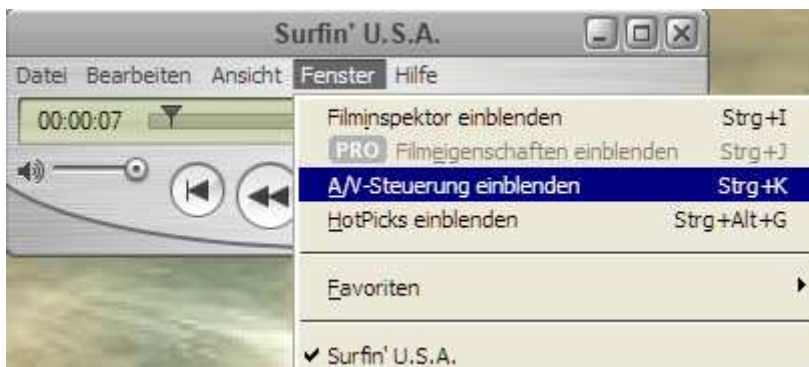 Surfin' U.S.A.
Datei Bearbeiten Ansicht Fenster Hilfe
00:00:07
Filminspektor einblenden Strg+I
PRO Filmeigenschaften einblenden Strg+J
A/V-Steuerung einblenden Strg+K
HotPicks einblenden Strg+Alt+G
Favoriten
Surfin' U.S.A.